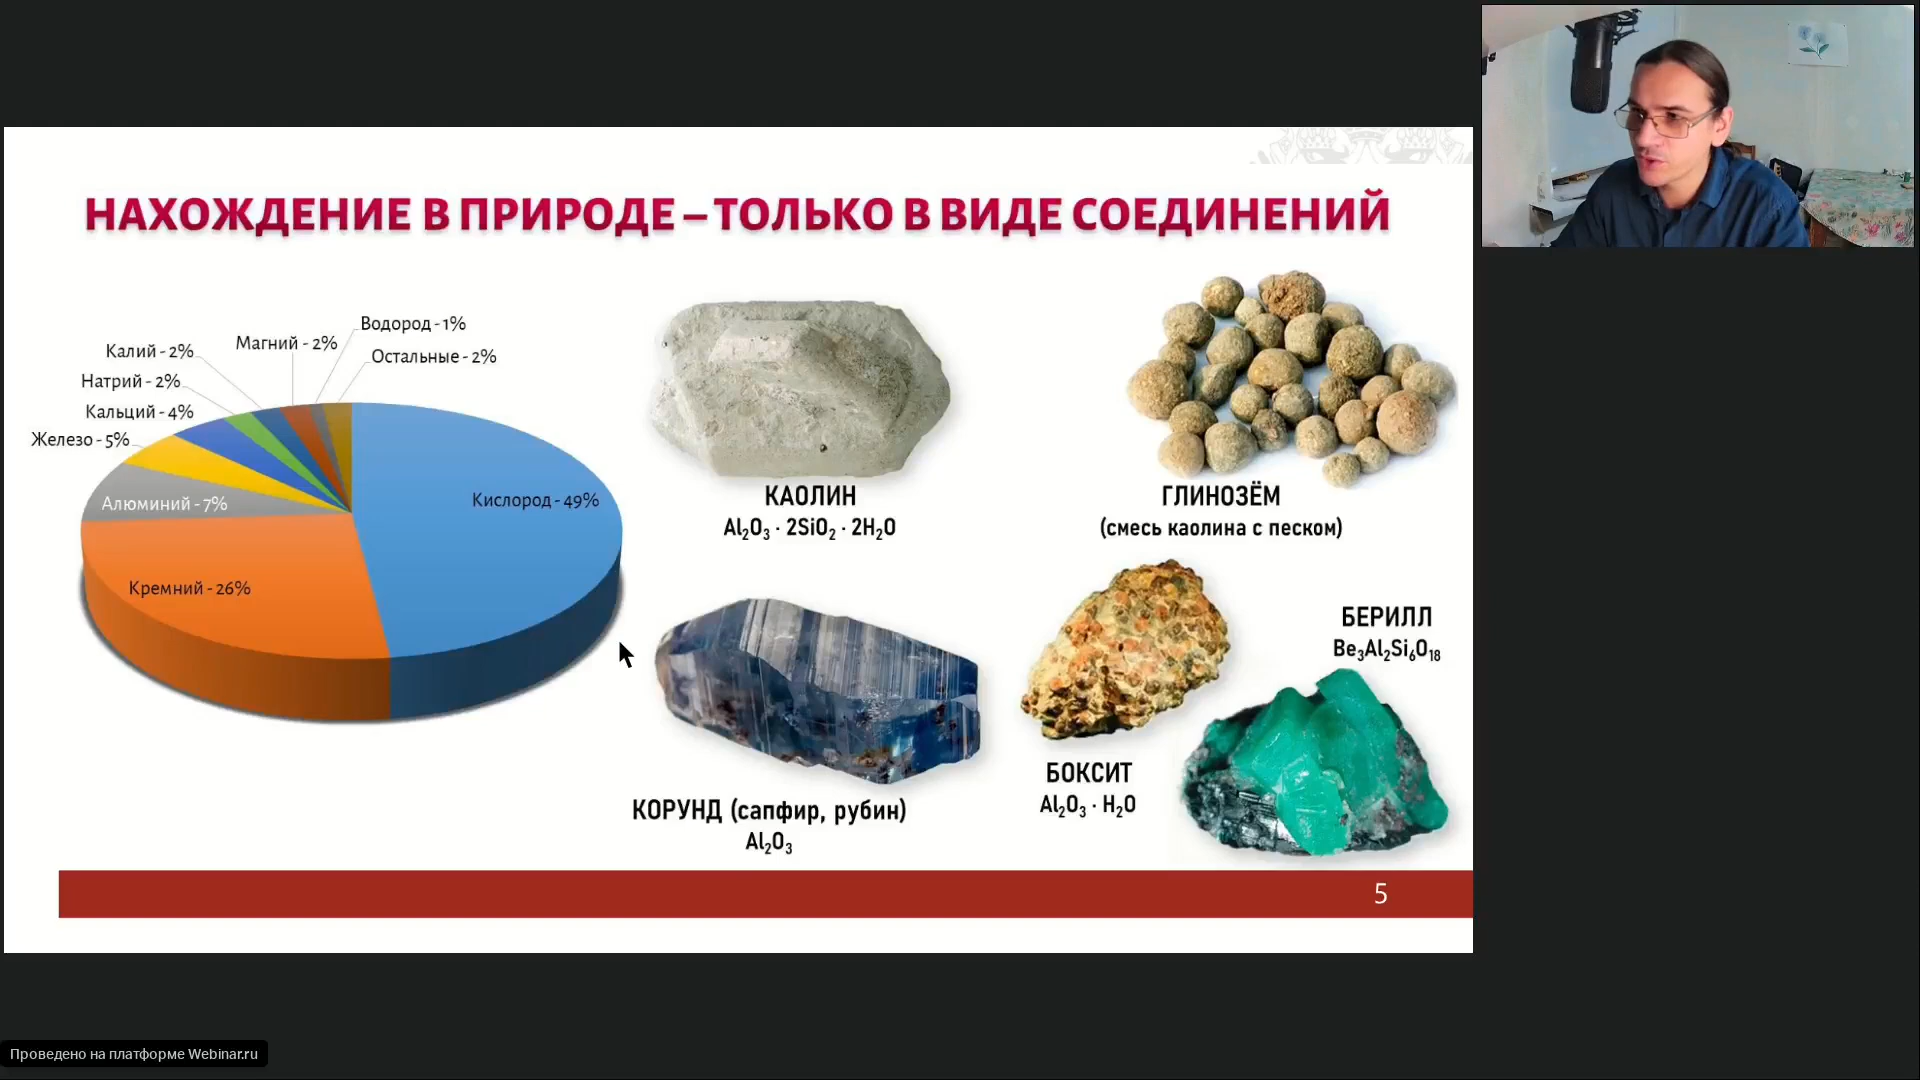 НАХОЖДЕНИЕ В ПРИРОДЕ – ТОЛЬКО В ВИДЕ СОЕДИНЕНИЙ
Водород - 1%
Магний - 2%
Калий - 2%
Остальные - 2%
Натрий - 2%
Кальций - 4%
Железо - 5%
Алюминий - 7%
Кислород - 49%
Кремний - 26%
КАОЛИН
Al₂O₃ · 2SiO₂ · 2H₂O
ГЛИНОЗЁМ
(смесь каолина с песком)
КОРУНД (сапфир, рубин)
Al₂O₃
БОКСИТ
Al₂O₃ · H₂O
БЕРИЛЛ
Be₃Al₂Si₆O₁₈
5
Проведено на платформе Webinar.ru